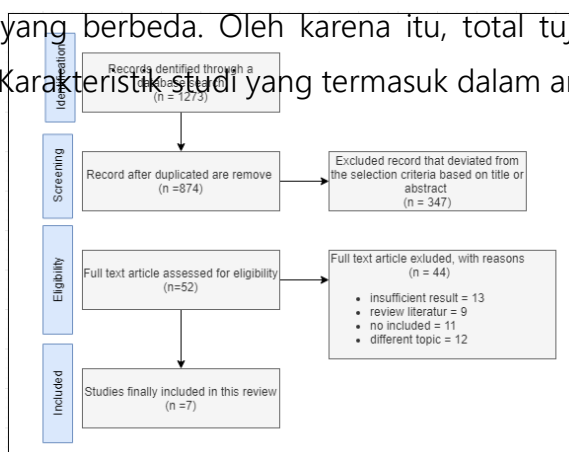 yang berbeda. Oleh karena itu, total tuj
Karakteristik studi yang termasuk dalam ar
Identification
Records dentified through a
database search
(n = 1273)
Screening
Record after duplicated are remove
(n =874)
Excluded record that deviated from
the selection criteria based on title or
abstract
(n = 347)
Eligibility
Full text article assessed for eligibility
(n=52)
Full text article exluded, with reasons
(n = 44)
• insufficient result = 13
• review literatur = 9
• no included = 11
• different topic = 12
Included
Studies finally included in this review
(n =7)